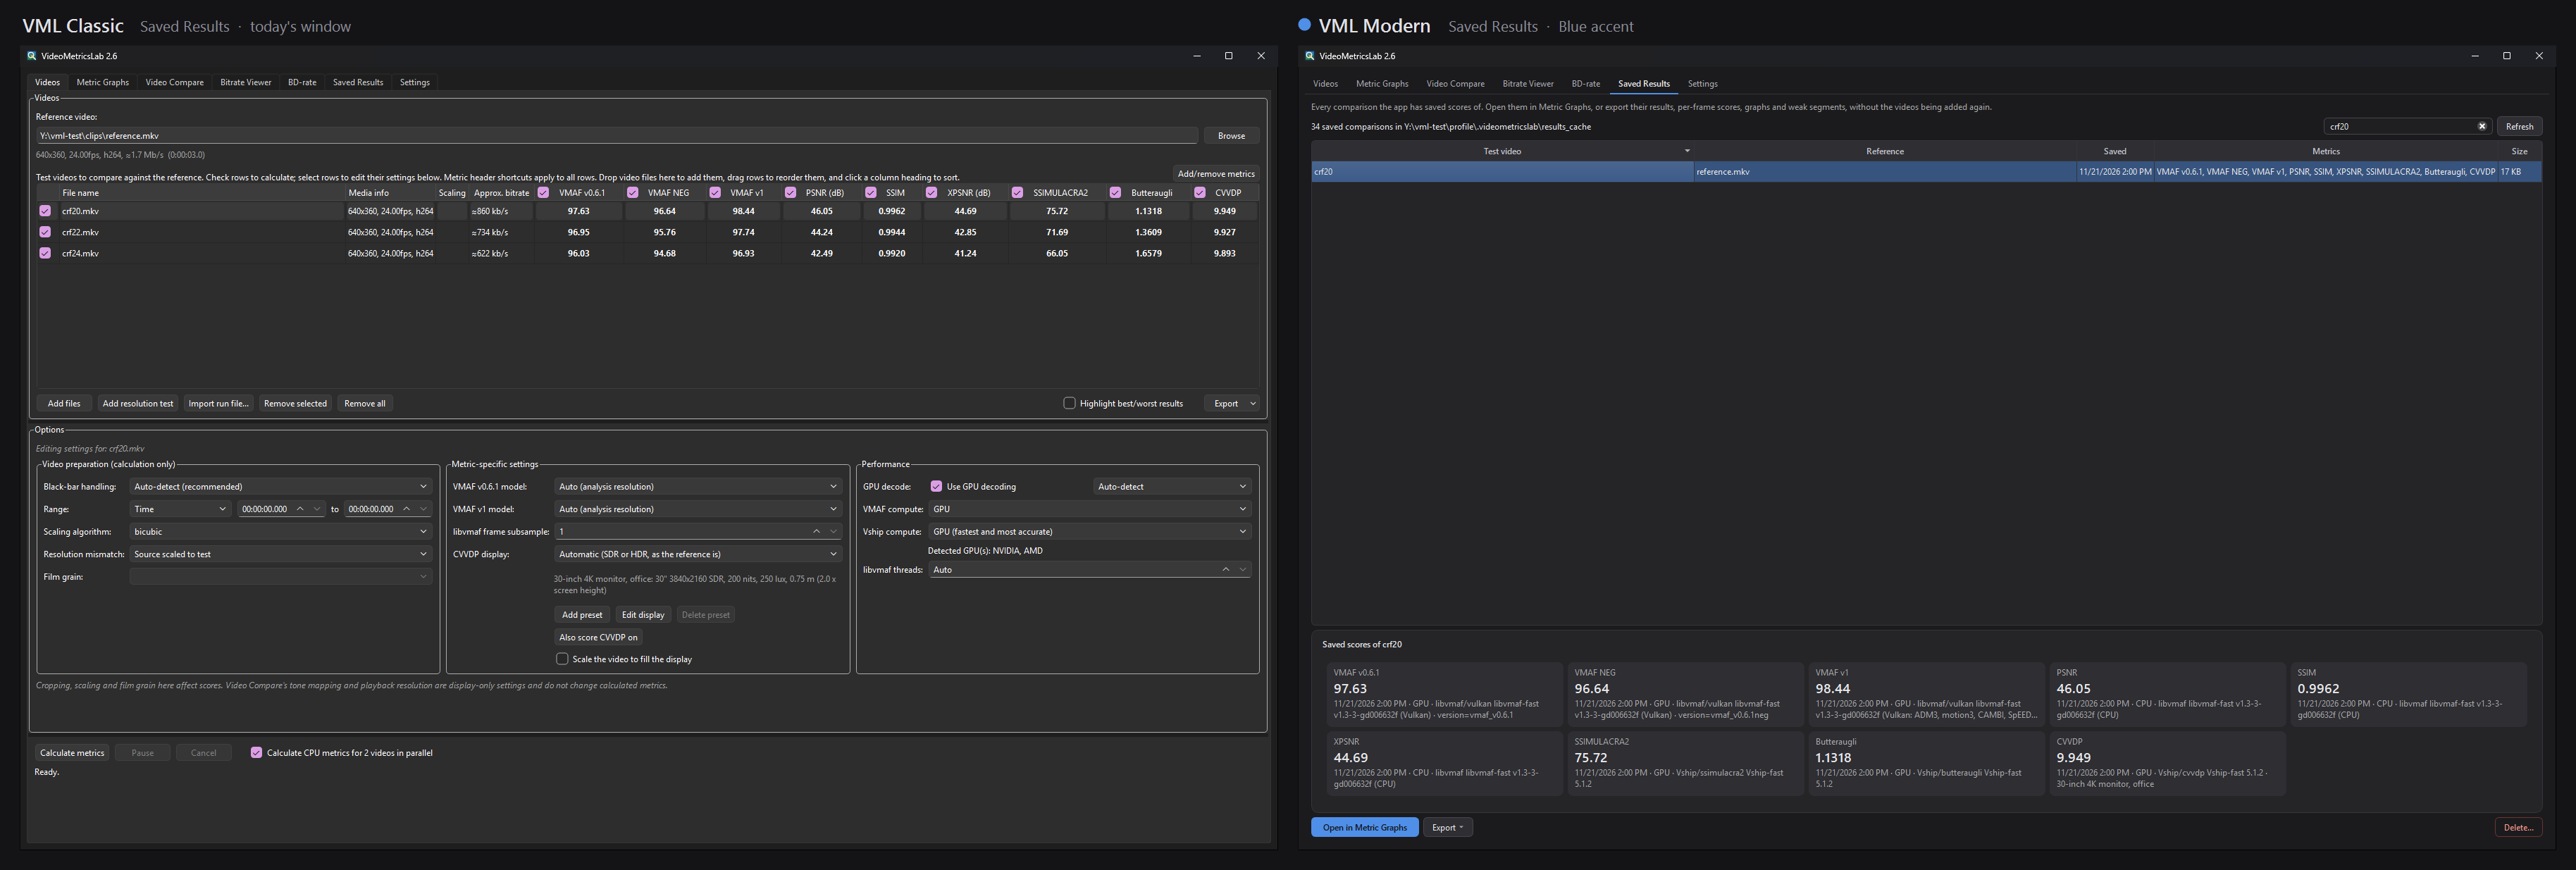 VML Classic Saved Results · today's window
VideoMetricsLab 2.6
Videos Metric Graphs Video Compare Bitrate Viewer BD-rate Saved Results Settings
Videos
Reference video:
Y:\vml-test\clips\reference.mkv Browse
640x360, 24.00fps, h264, ≈1.7 Mb/s (0:00:03.0)
Add/remove metrics
Test videos to compare against the reference. Check rows to calculate; select rows to edit their settings below. Metric header shortcuts apply to all rows. Drop video files here to add them, drag rows to reorder them, and click a column heading to sort.
File name Media info Scaling Approx. bitrate VMAF v0.6.1 VMAF NEG VMAF v1 PSNR (dB) SSIM XPSNR (dB) SSIMULACRA2 Butteraugli CVVDP
crf20.mkv 640x360, 24.00fps, h264 ≈860 kb/s 97.63 96.64 98.44 46.05 0.9962 44.69 75.72 1.1318 9.949
crf22.mkv 640x360, 24.00fps, h264 ≈734 kb/s 96.95 95.76 97.74 44.24 0.9944 42.85 71.69 1.3609 9.927
crf24.mkv 640x360, 24.00fps, h264 ≈622 kb/s 96.03 94.68 96.93 42.49 0.9920 41.24 66.05 1.6579 9.893
Add files Add resolution test Import run file... Remove selected Remove all Highlight best/worst results Export
Options
Editing settings for: crf20.mkv
Video preparation (calculation only)
Black-bar handling: Auto-detect (recommended)
Range: Time 00:00:00.000 to 00:00:00.000
Scaling algorithm: bicubic
Resolution mismatch: Source scaled to test
Film grain:
Metric-specific settings
VMAF v0.6.1 model: Auto (analysis resolution)
VMAF v1 model: Auto (analysis resolution)
libvmaf frame subsample: 1
CVVDP display: Automatic (SDR or HDR, as the reference is)
30-inch 4K monitor, office: 30" 3840x2160 SDR, 200 nits, 250 lux, 0.75 m (2.0 x
screen height)
Add preset Edit display Delete preset
Also score CVVDP on
Scale the video to fill the display
Performance
GPU decode: Use GPU decoding Auto-detect
VMAF compute: GPU
Vship compute: GPU (fastest and most accurate)
Detected GPU(s): NVIDIA, AMD
libvmaf threads: Auto
Cropping, scaling and film grain here affect scores. Video Compare's tone mapping and playback resolution are display-only settings and do not change calculated metrics.
Calculate metrics Pause Cancel Calculate CPU metrics for 2 videos in parallel
Ready.
VML Modern Saved Results · Blue accent
VideoMetricsLab 2.6
Videos Metric Graphs Video Compare Bitrate Viewer BD-rate Saved Results Settings
Every comparison the app has saved scores of. Open them in Metric Graphs, or export their results, per-frame scores, graphs and weak segments, without the videos being added again.
34 saved comparisons in Y:\vml-test\profile\.videometricslab\results_cache crf20 Refresh
Test video Reference Saved Metrics Size
crf20 reference.mkv 11/21/2026 2:00 PM VMAF v0.6.1, VMAF NEG, VMAF v1, PSNR, SSIM, XPSNR, SSIMULACRA2, Butteraugli, CVVDP 17 KB
Saved scores of crf20
VMAF v0.6.1
97.63
11/21/2026 2:00 PM · GPU · libvmaf/vulkan libvmaf-fast
v1.3-3-gd006632f (Vulkan) · version=vmaf_v0.6.1
VMAF NEG
96.64
11/21/2026 2:00 PM · GPU · libvmaf/vulkan libvmaf-fast
v1.3-3-gd006632f (Vulkan) · version=vmaf_v0.6.1neg
VMAF v1
98.44
11/21/2026 2:00 PM · GPU · libvmaf/vulkan libvmaf-fast
v1.3-3-gd006632f (Vulkan: ADM3, motion3, CAMBI, SpEED...
PSNR
46.05
11/21/2026 2:00 PM · CPU · libvmaf libvmaf-fast v1.3-3-
gd006632f (CPU)
SSIM
0.9962
11/21/2026 2:00 PM · CPU · libvmaf libvmaf-fast v1.3-3-
gd006632f (CPU)
XPSNR
44.69
11/21/2026 2:00 PM · CPU · libvmaf libvmaf-fast v1.3-3-
gd006632f (CPU)
SSIMULACRA2
75.72
11/21/2026 2:00 PM · GPU · Vship/ssimulacra2 Vship-fast
5.1.2
Butteraugli
1.1318
11/21/2026 2:00 PM · GPU · Vship/butteraugli Vship-fast
5.1.2
CVVDP
9.949
11/21/2026 2:00 PM · GPU · Vship/cvvdp Vship-fast 5.1.2 ·
30-inch 4K monitor, office
Open in Metric Graphs Export Delete...